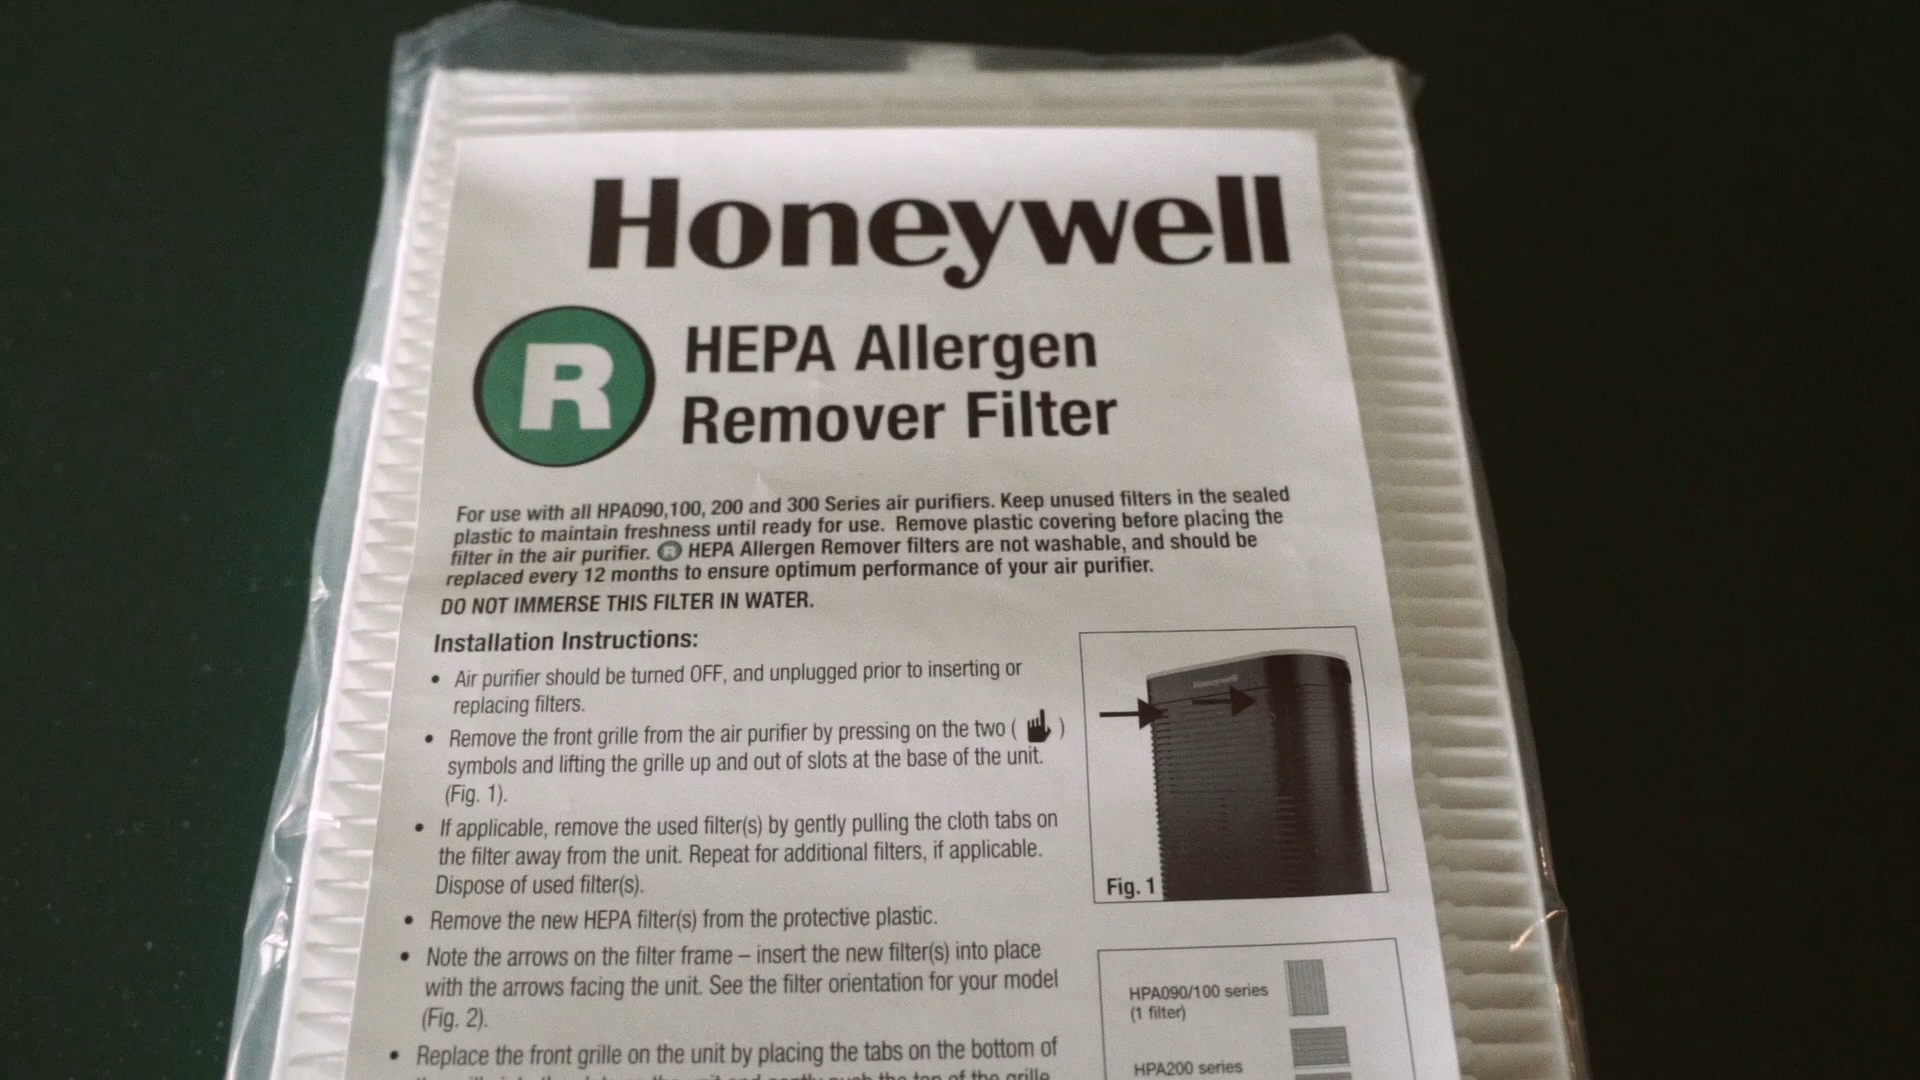 Honeywell
R
HEPA Allergen
Remover Filter
For use with all HPA090,100, 200 and 300 Series air purifiers. Keep unused filters in the sealed
plastic to maintain freshness until ready for use. Remove plastic covering before placing the
filter in the air purifier. R HEPA Allergen Remover filters are not washable, and should be
replaced every 12 months to ensure optimum performance of your air purifier.
DO NOT IMMERSE THIS FILTER IN WATER.
Installation Instructions:
• Air purifier should be turned OFF, and unplugged prior to inserting or
replacing filters.
• Remove the front grille from the air purifier by pressing on the two ( )
symbols and lifting the grille up and out of slots at the base of the unit.
(Fig. 1).
• If applicable, remove the used filter(s) by gently pulling the cloth tabs on
the filter away from the unit. Repeat for additional filters, if applicable.
Dispose of used filter(s).
• Remove the new HEPA filter(s) from the protective plastic.
• Note the arrows on the filter frame – insert the new filter(s) into place
with the arrows facing the unit. See the filter orientation for your model
(Fig. 2).
• Replace the front grille on the unit by placing the tabs on the bottom of
Honeywell
Fig. 1
HPA090/100 series
(1 filter)
HPA200 series